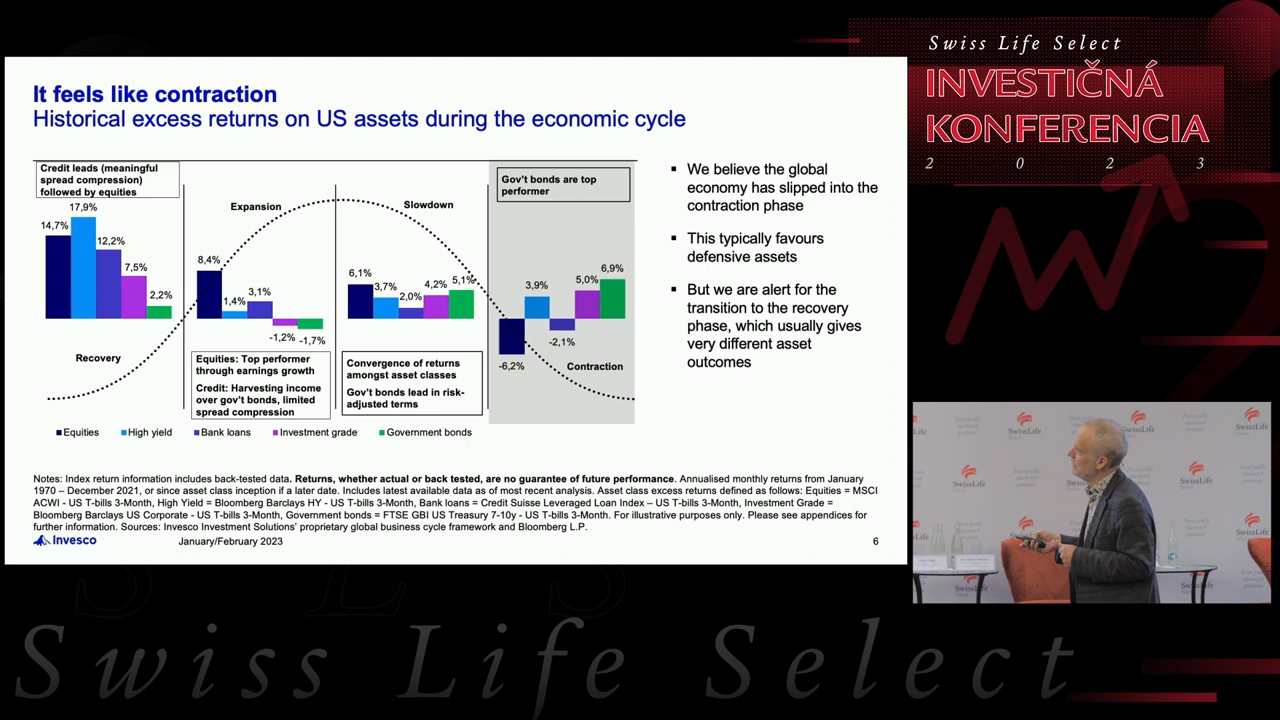 Swiss Life Select
INVESTIČNÁ
KONFERENCIA
2 0 2 3
It feels like contraction
Historical excess returns on US assets during the economic cycle
Credit leads (meaningful
spread compression)
followed by equities
14,7%
17,9%
12,2%
7,5%
2,2%
Recovery
Expansion
8,4%
1,4%
3,1%
-1,2%
-1,7%
Equities: Top performer
through earnings growth
Credit: Harvesting income
over gov't bonds, limited
spread compression
Slowdown
6,1%
3,7%
2,0%
4,2%
5,1%
Convergence of returns
amongst asset classes
Gov't bonds lead in risk-
adjusted terms
Gov't bonds are top
performer
-6,2%
3,9%
-2,1%
5,0%
6,9%
Contraction
Equities
High yield
Bank loans
Investment grade
Government bonds
▪ We believe the global
economy has slipped into the
contraction phase
▪ This typically favours
defensive assets
▪ But we are alert for the
transition to the recovery
phase, which usually gives
very different asset
outcomes
Notes: Index return information includes back-tested data. Returns, whether actual or back tested, are no guarantee of future performance. Annualised monthly returns from January
1970 – December 2021, or since asset class inception if a later date. Includes latest available data as of most recent analysis. Asset class excess returns defined as follows: Equities = MSCI
ACWI - US T-bills 3-Month, High Yield = Bloomberg Barclays HY - US T-bills 3-Month, Bank loans = Credit Suisse Leveraged Loan Index – US T-bills 3-Month, Investment Grade =
Bloomberg Barclays US Corporate - US T-bills 3-Month, Government bonds = FTSE GBI US Treasury 7-10y - US T-bills 3-Month. For illustrative purposes only. Please see appendices for
further information. Sources: Invesco Investment Solutions' proprietary global business cycle framework and Bloomberg L.P.
Invesco
January/February 2023
6
SwissLife
Select
SwissLife
SwissLife
SwissLife
SwissLife
S L S
Swiss Life Select